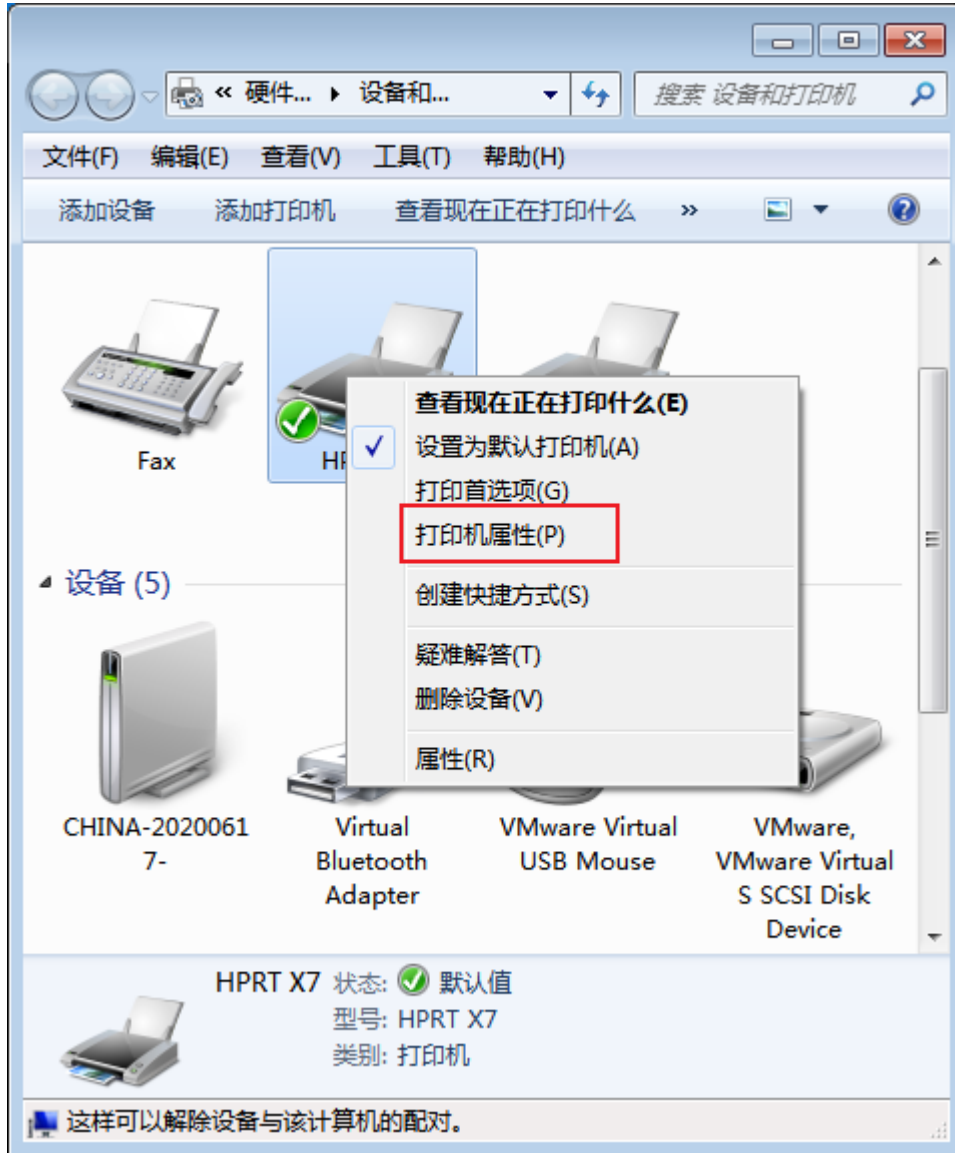 « 硬件... ▸ 设备和...
搜索 设备和打印机
文件(F) 编辑(E) 查看(V) 工具(T) 帮助(H)
添加设备 添加打印机 查看现在正在打印什么 »
Fax
查看现在正在打印什么(E)
设置为默认打印机(A)
打印首选项(G)
打印机属性(P)
创建快捷方式(S)
疑难解答(T)
删除设备(V)
属性(R)
设备 (5)
CHINA-2020061
7-
Virtual
Bluetooth
Adapter
VMware Virtual
USB Mouse
VMware,
VMware Virtual
S SCSI Disk
Device
HPRT X7 状态: 默认值
型号: HPRT X7
类别: 打印机
这样可以解除设备与该计算机的配对。